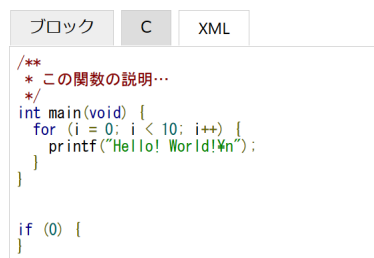 ブロック C XML
/**
 * この関数の説明…
 */
int main(void) {
  for (i = 0; i < 10; i++) {
    printf("Hello! World!¥n");
  }
}
if (0) {
}